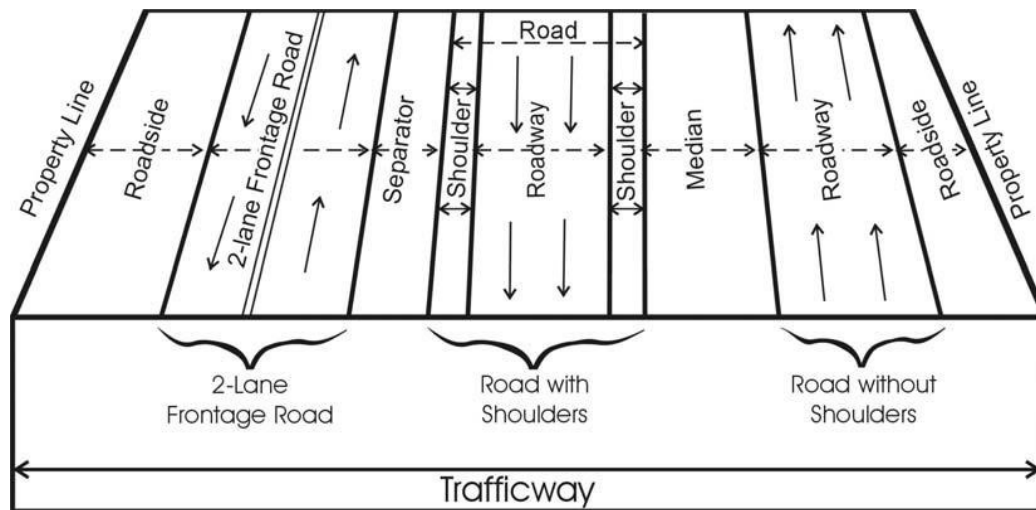 Property Line
Roadside
2-lane Frontage Road
Separator
Shoulder
Road
Roadway
Shoulder
Median
Roadway
Roadside
Property Line
2-Lane
Frontage Road
Road with
Shoulders
Road without
Shoulders
Trafficway